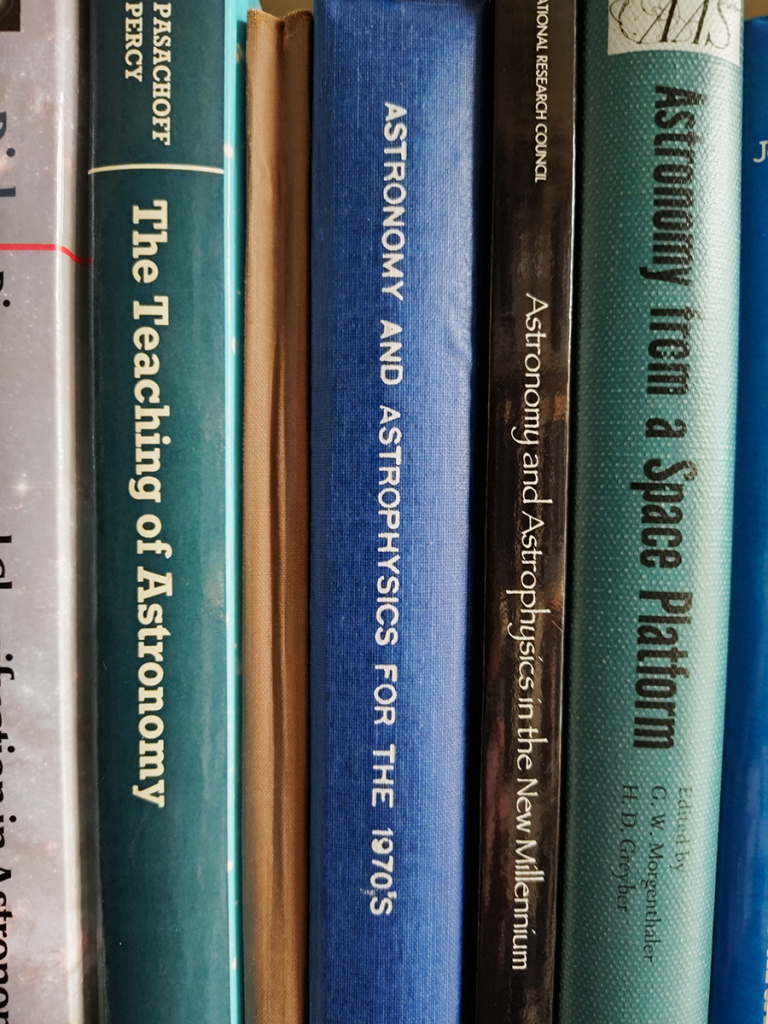 PASACHOFF
PERCY
The Teaching of Astronomy
ASTRONOMY AND ASTROPHYSICS FOR THE 1970'S
RESEARCH COUNCIL
Astronomy and Astrophysics in the New Millennium
AAS
Astronomy from a Space Platform
Edited by
G. W. Morgenthaler
H. D. Greyber